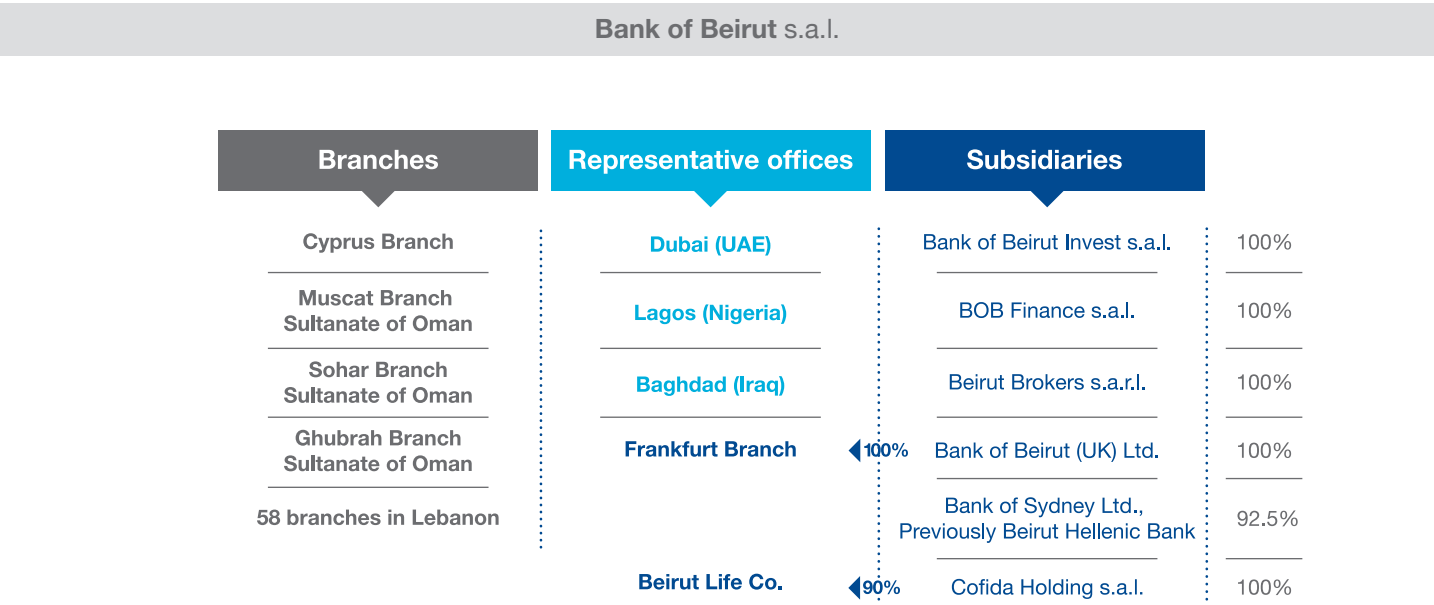 Bank of Beirut s.a.l.
Branches
Representative offices
Subsidiaries
Cyprus Branch
Dubai (UAE)
Bank of Beirut Invest s.a.l.
100%
Muscat Branch
Sultanate of Oman
Lagos (Nigeria)
BOB Finance s.a.l.
100%
Sohar Branch
Sultanate of Oman
Baghdad (Iraq)
Beirut Brokers s.a.r.l.
100%
Ghubrah Branch
Sultanate of Oman
Frankfurt Branch
100%
Bank of Beirut (UK) Ltd.
100%
58 branches in Lebanon
Bank of Sydney Ltd.,
Previously Beirut Hellenic Bank
92.5%
Beirut Life Co.
90%
Cofida Holding s.a.l.
100%